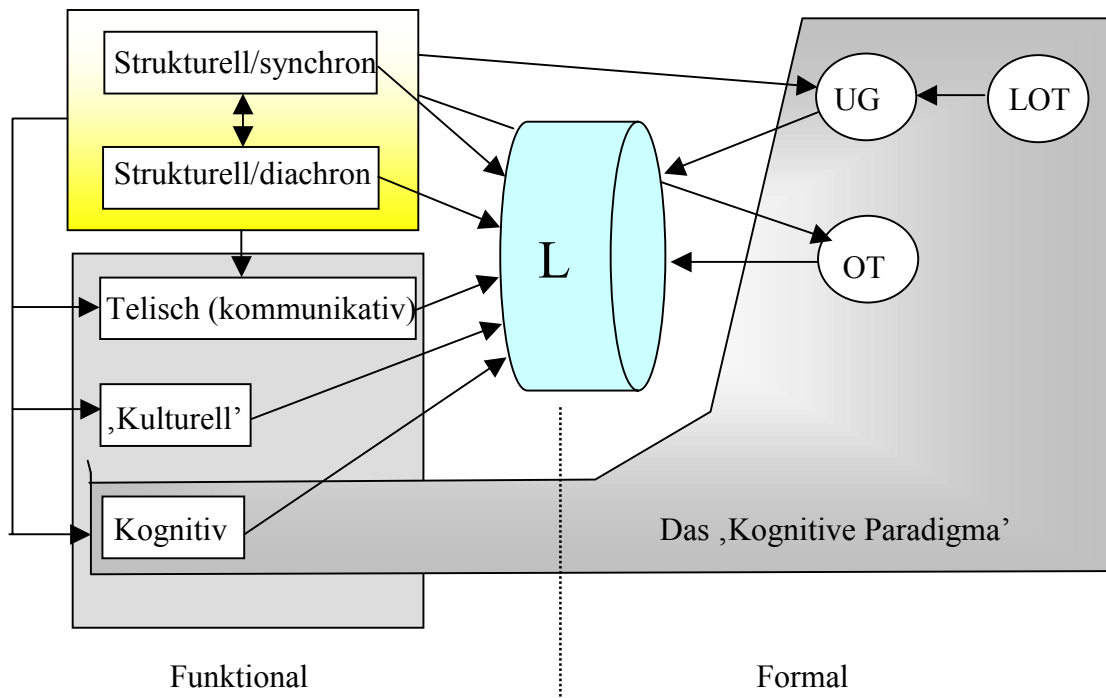 Strukturell/synchron
UG
LOT
Strukturell/diachron
L
OT
Telisch (kommunikativ)
‚Kulturell’
Kognitiv
Das ‚Kognitive Paradigma’
Funktional
Formal